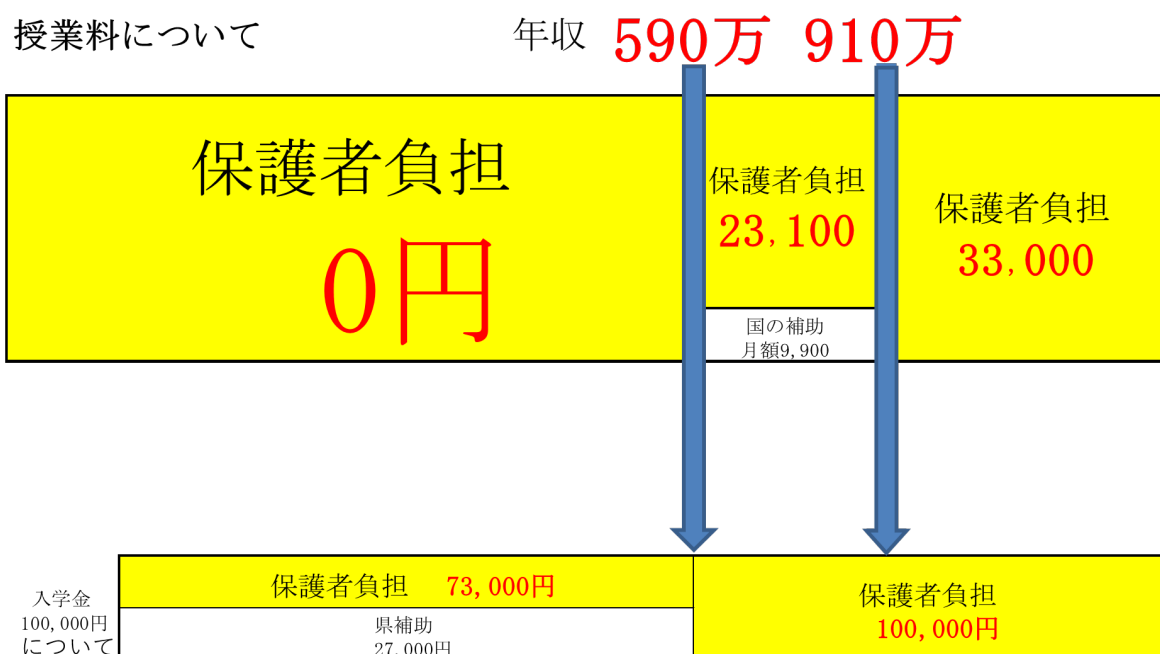 授業料について
年収 590万 910万
保護者負担
0円
保護者負担
23,100
国の補助
月額9,900
保護者負担
33,000
入学金
100,000円
について
保護者負担 73,000円
県補助
27,000円
保護者負担
100,000円